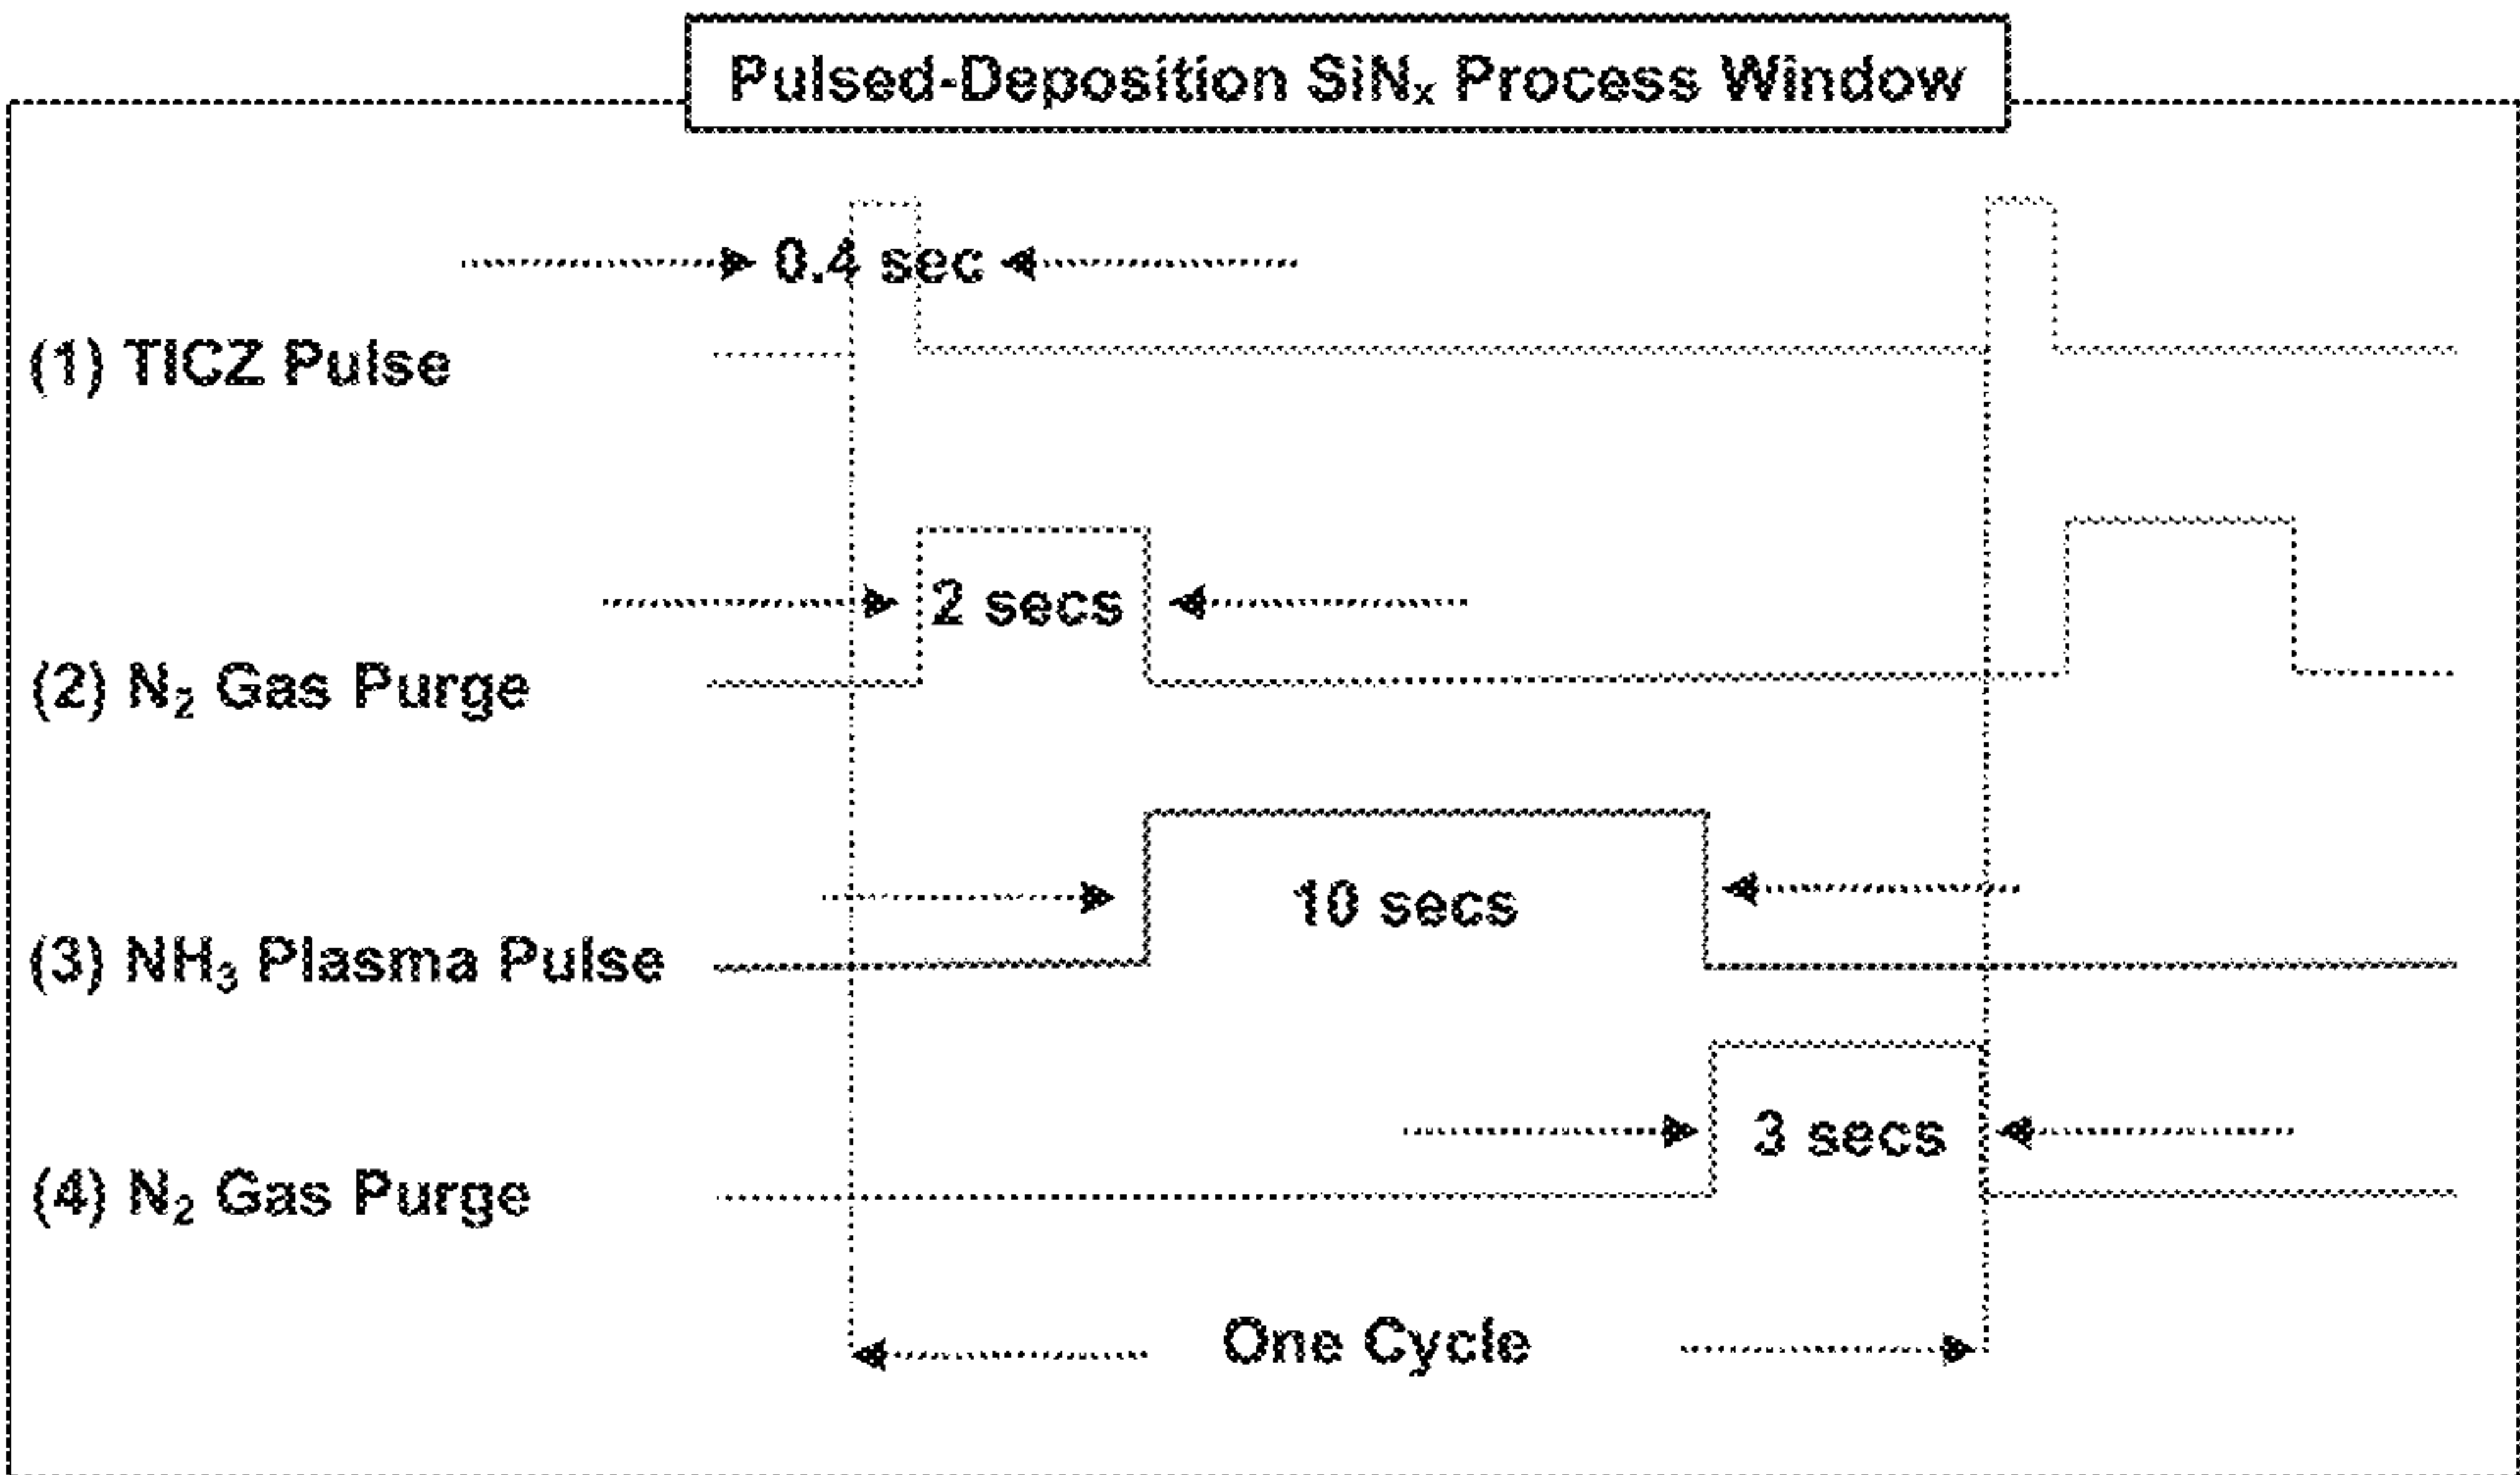 Pulsed-Deposition SiNₓ Process Window
0.4 sec
(1) TICZ Pulse
2 secs
(2) N₂ Gas Purge
10 secs
(3) NH₃ Plasma Pulse
3 secs
(4) N₂ Gas Purge
One Cycle